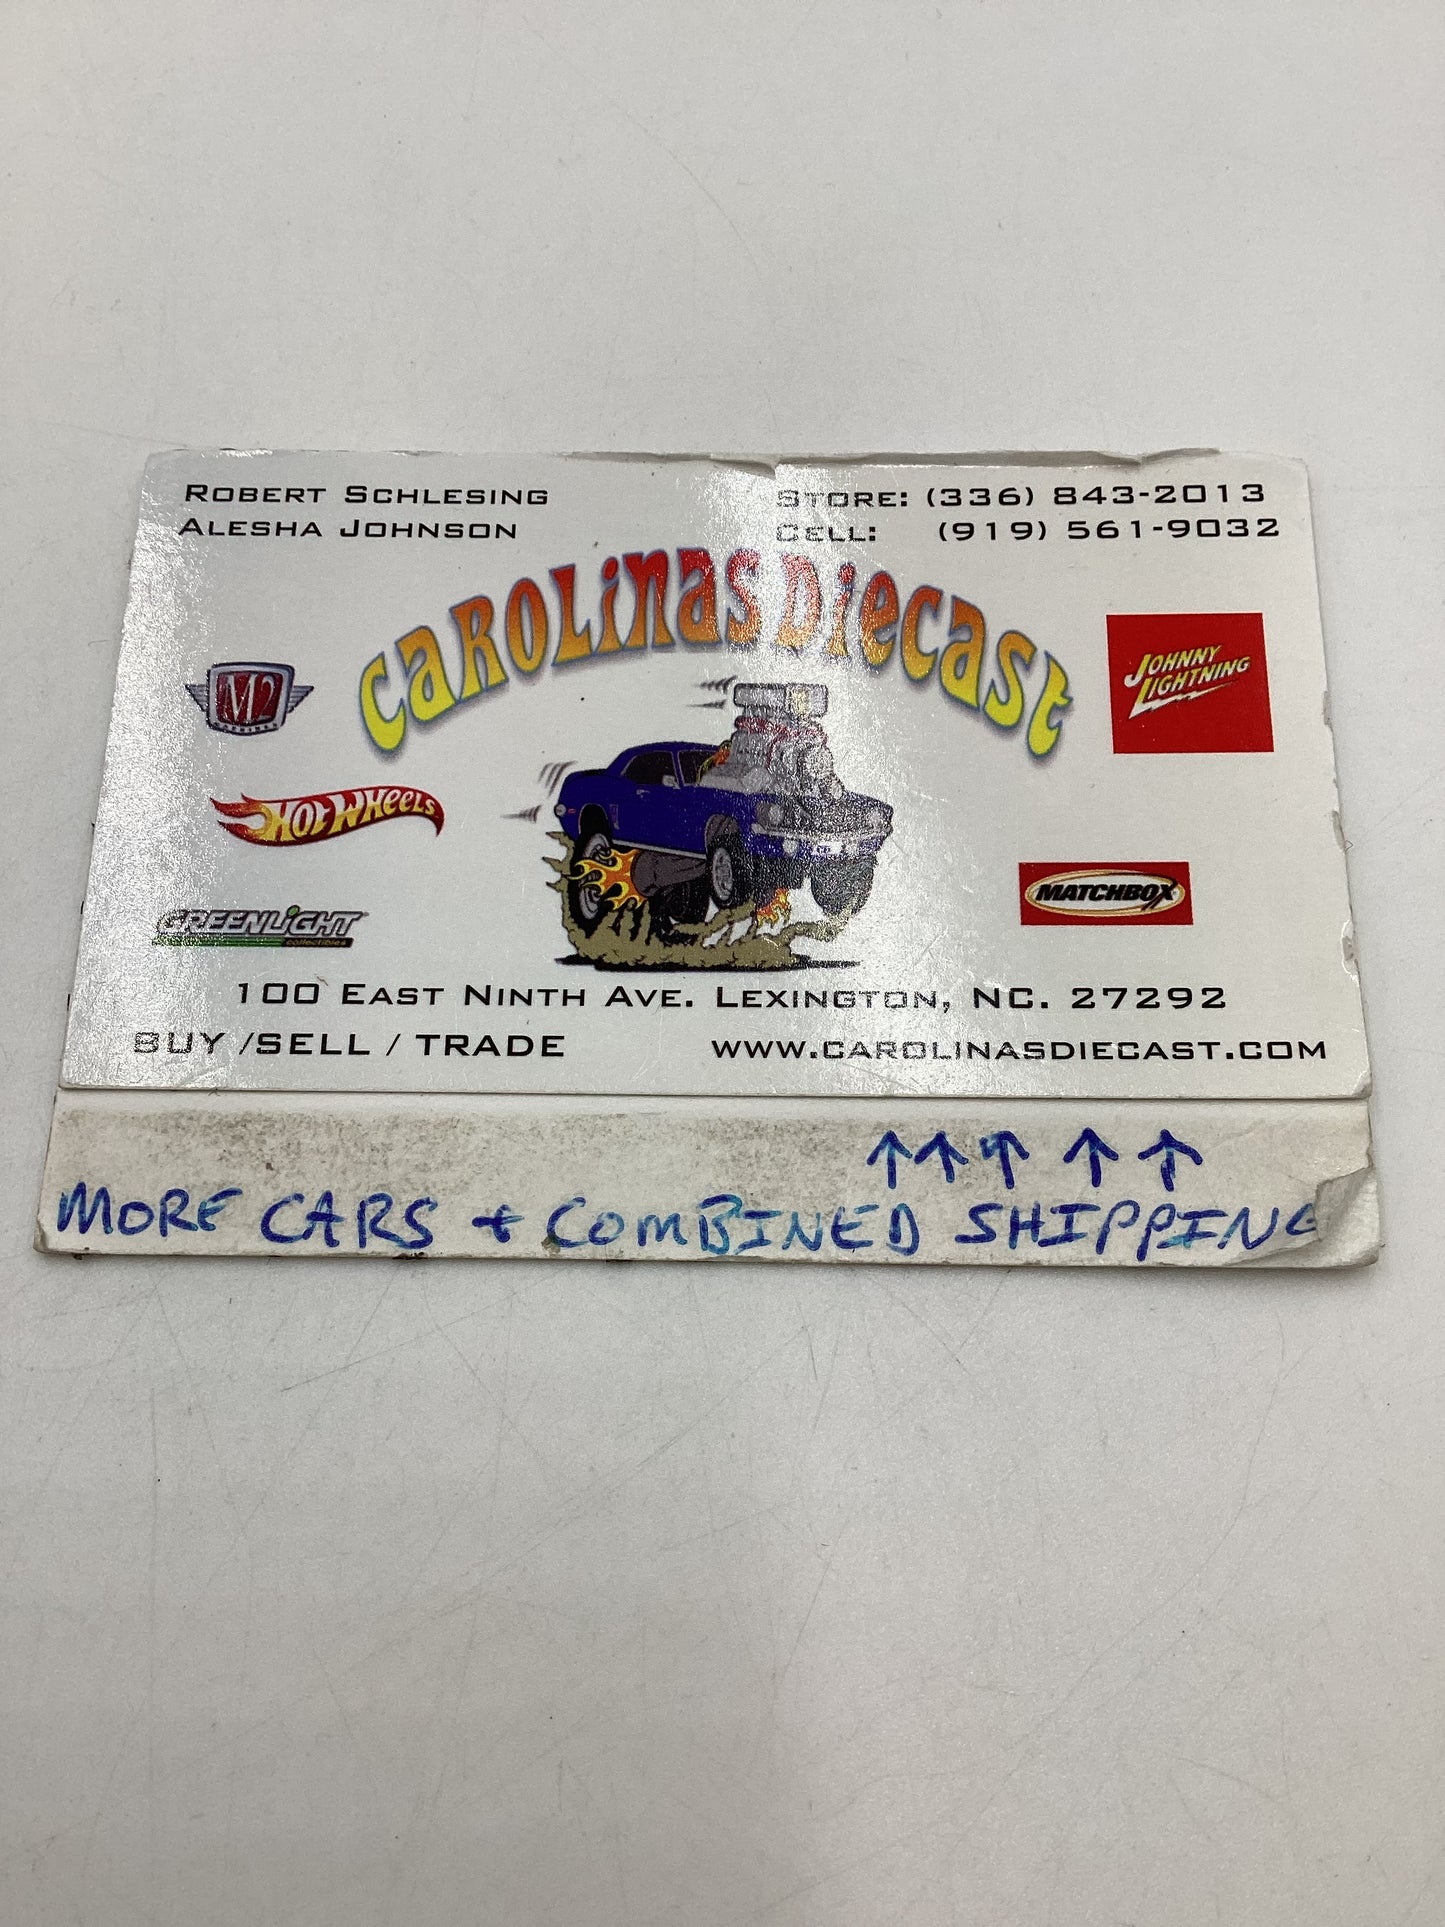 ROBERT SCHLESING
ALESHA JOHNSON
STORE: (336) 843-2013
CELL: (919) 561-9032
CAROLINAS DIECAST
M2
MACHINES
JOHNNY
LIGHTNING
HOT WHEELS
MATCHBOX
GREENLIGHT
collectibles
100 EAST NINTH AVE. LEXINGTON, NC. 27292
BUY /SELL / TRADE
WWW.CAROLINASDIECAST.COM
↑↑↑↑↑
MORE CARS + COMBINED SHIPPING